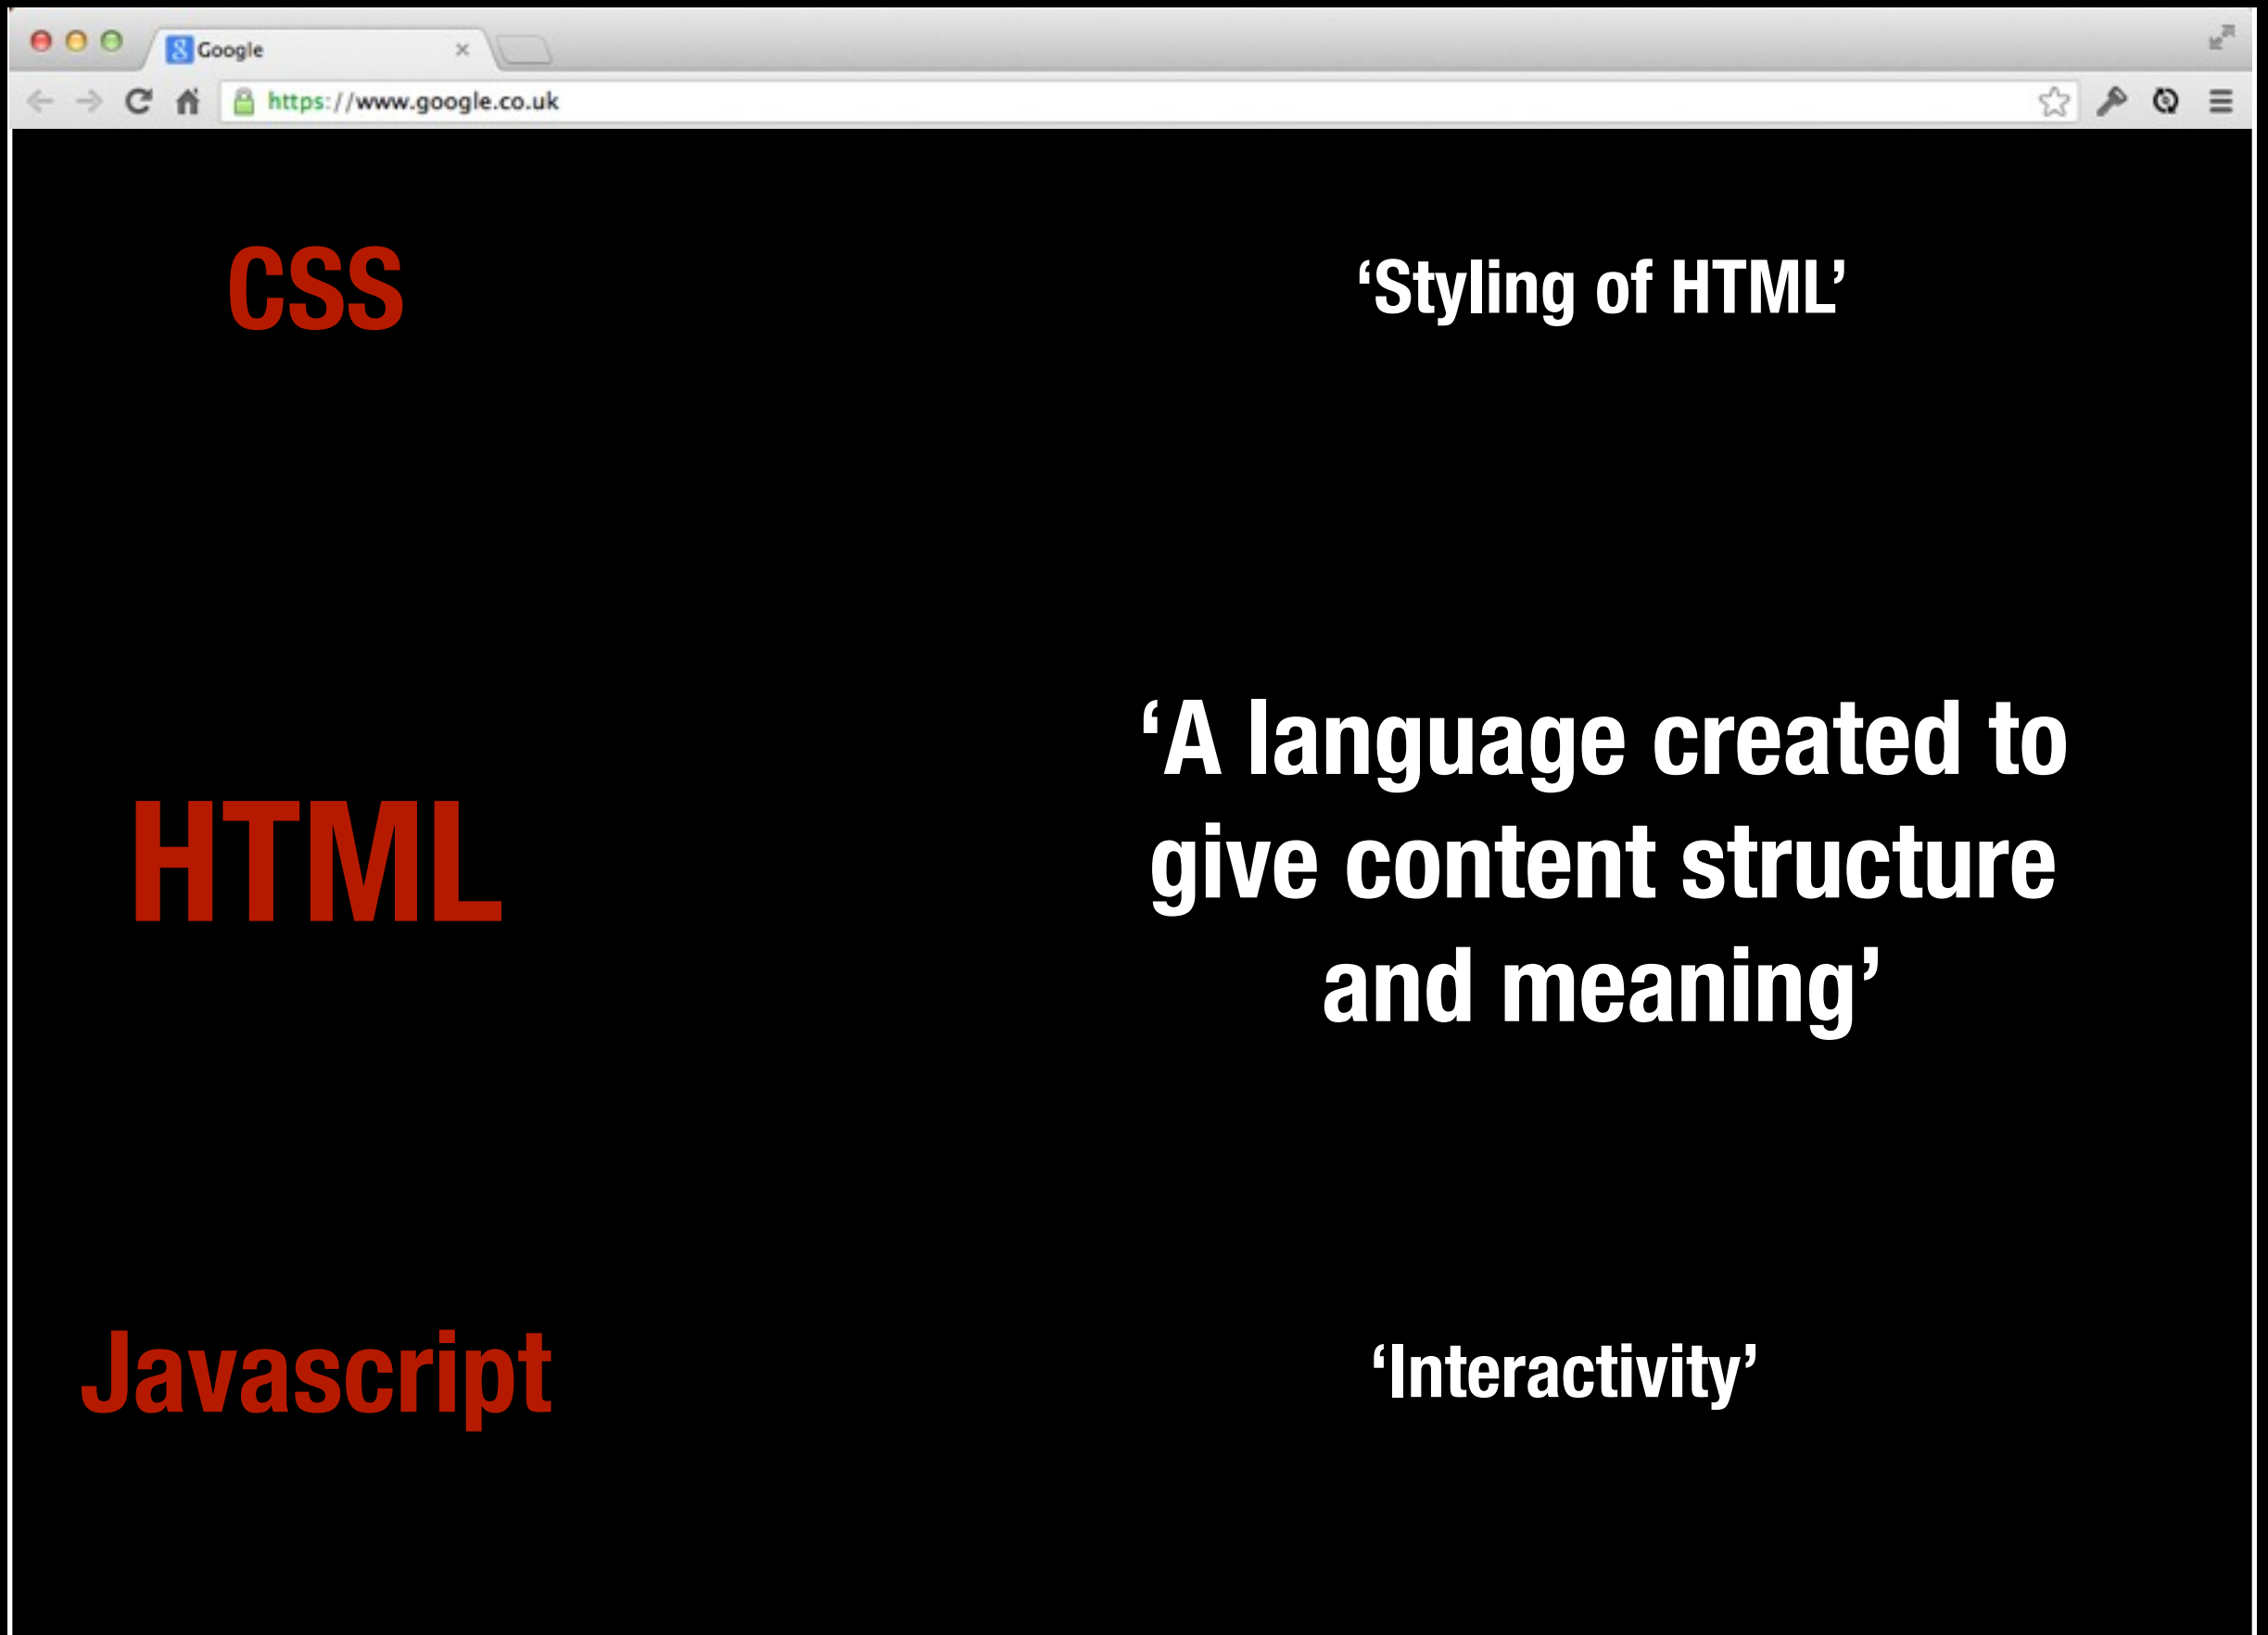 Google
https://www.google.co.uk
CSS
‘Styling of HTML’
HTML
‘A language created to
give content structure
and meaning’
Javascript
‘Interactivity’